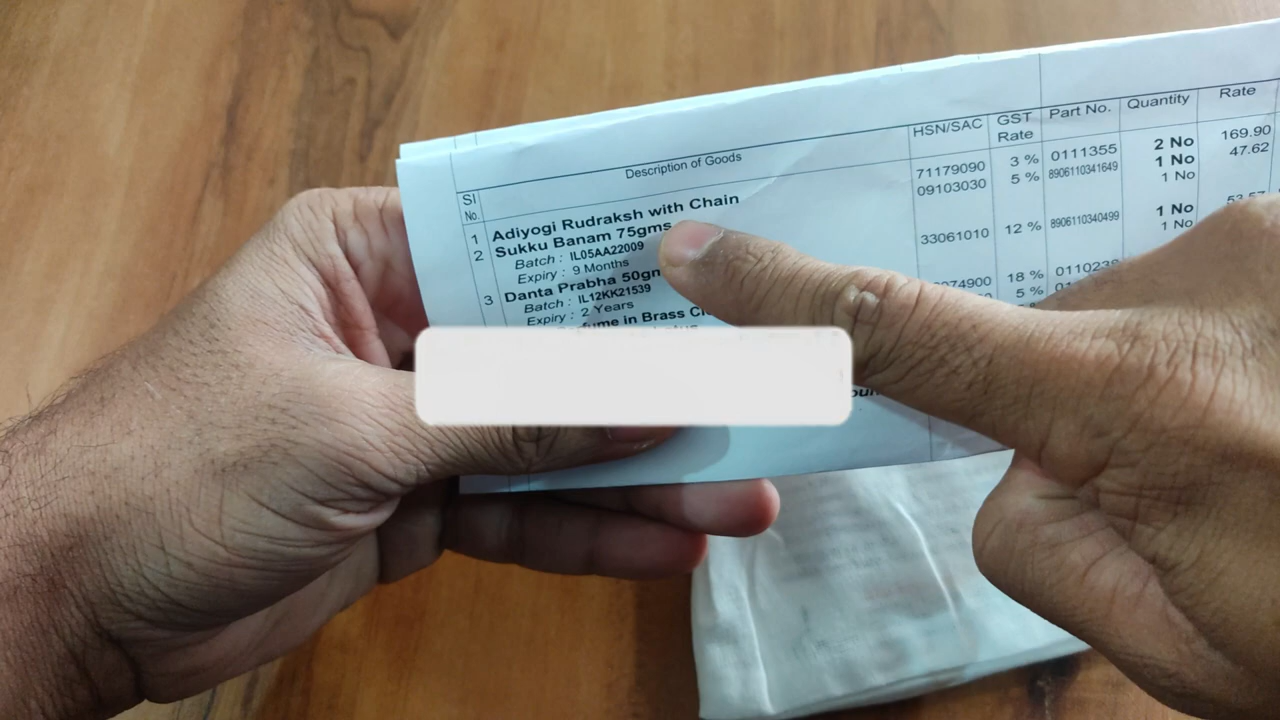 SI No.
Description of Goods
HSN/SAC
GST Rate
Part No.
Quantity
Rate
1 Adiyogi Rudraksh with Chain 71179090 3 % 0111355 2 No 169.90
2 Sukku Banam 75gms 09103030 5 % 8906110341649 1 No 47.62
Batch : IL05AA22009 1 No
Expiry : 9 Months
3 Danta Prabha 50gm 33061010 12 % 8906110340499 1 No
Batch : IL12KK21539 1 No
Expiry : 2 Years
in Brass 18 %
5 %